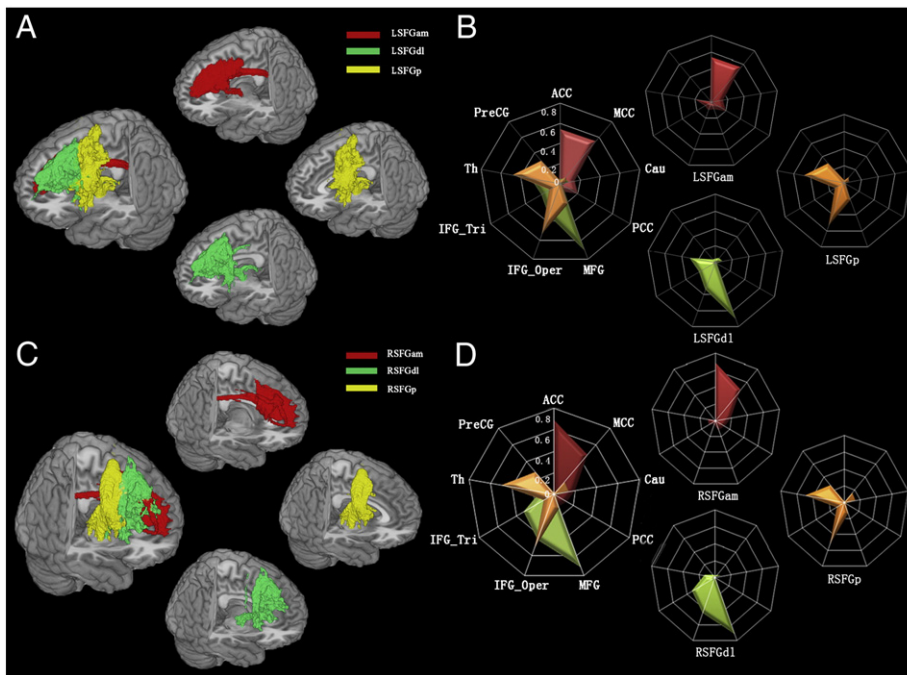 A
LSFGam
LSFGdl
LSFGp
B
ACC
MCC
Cau
PCC
MFG
IFG_Oper
IFG_Tri
Th
PreCG
0.8
0.6
0.4
0.2
0
LSFGam
LSFGp
LSFGdl
C
RSFGam
RSFGdl
RSFGp
D
ACC
MCC
Cau
PCC
MFG
IFG_Oper
IFG_Tri
Th
PreCG
0.8
0.6
0.4
0.2
0
RSFGam
RSFGp
RSFGdl